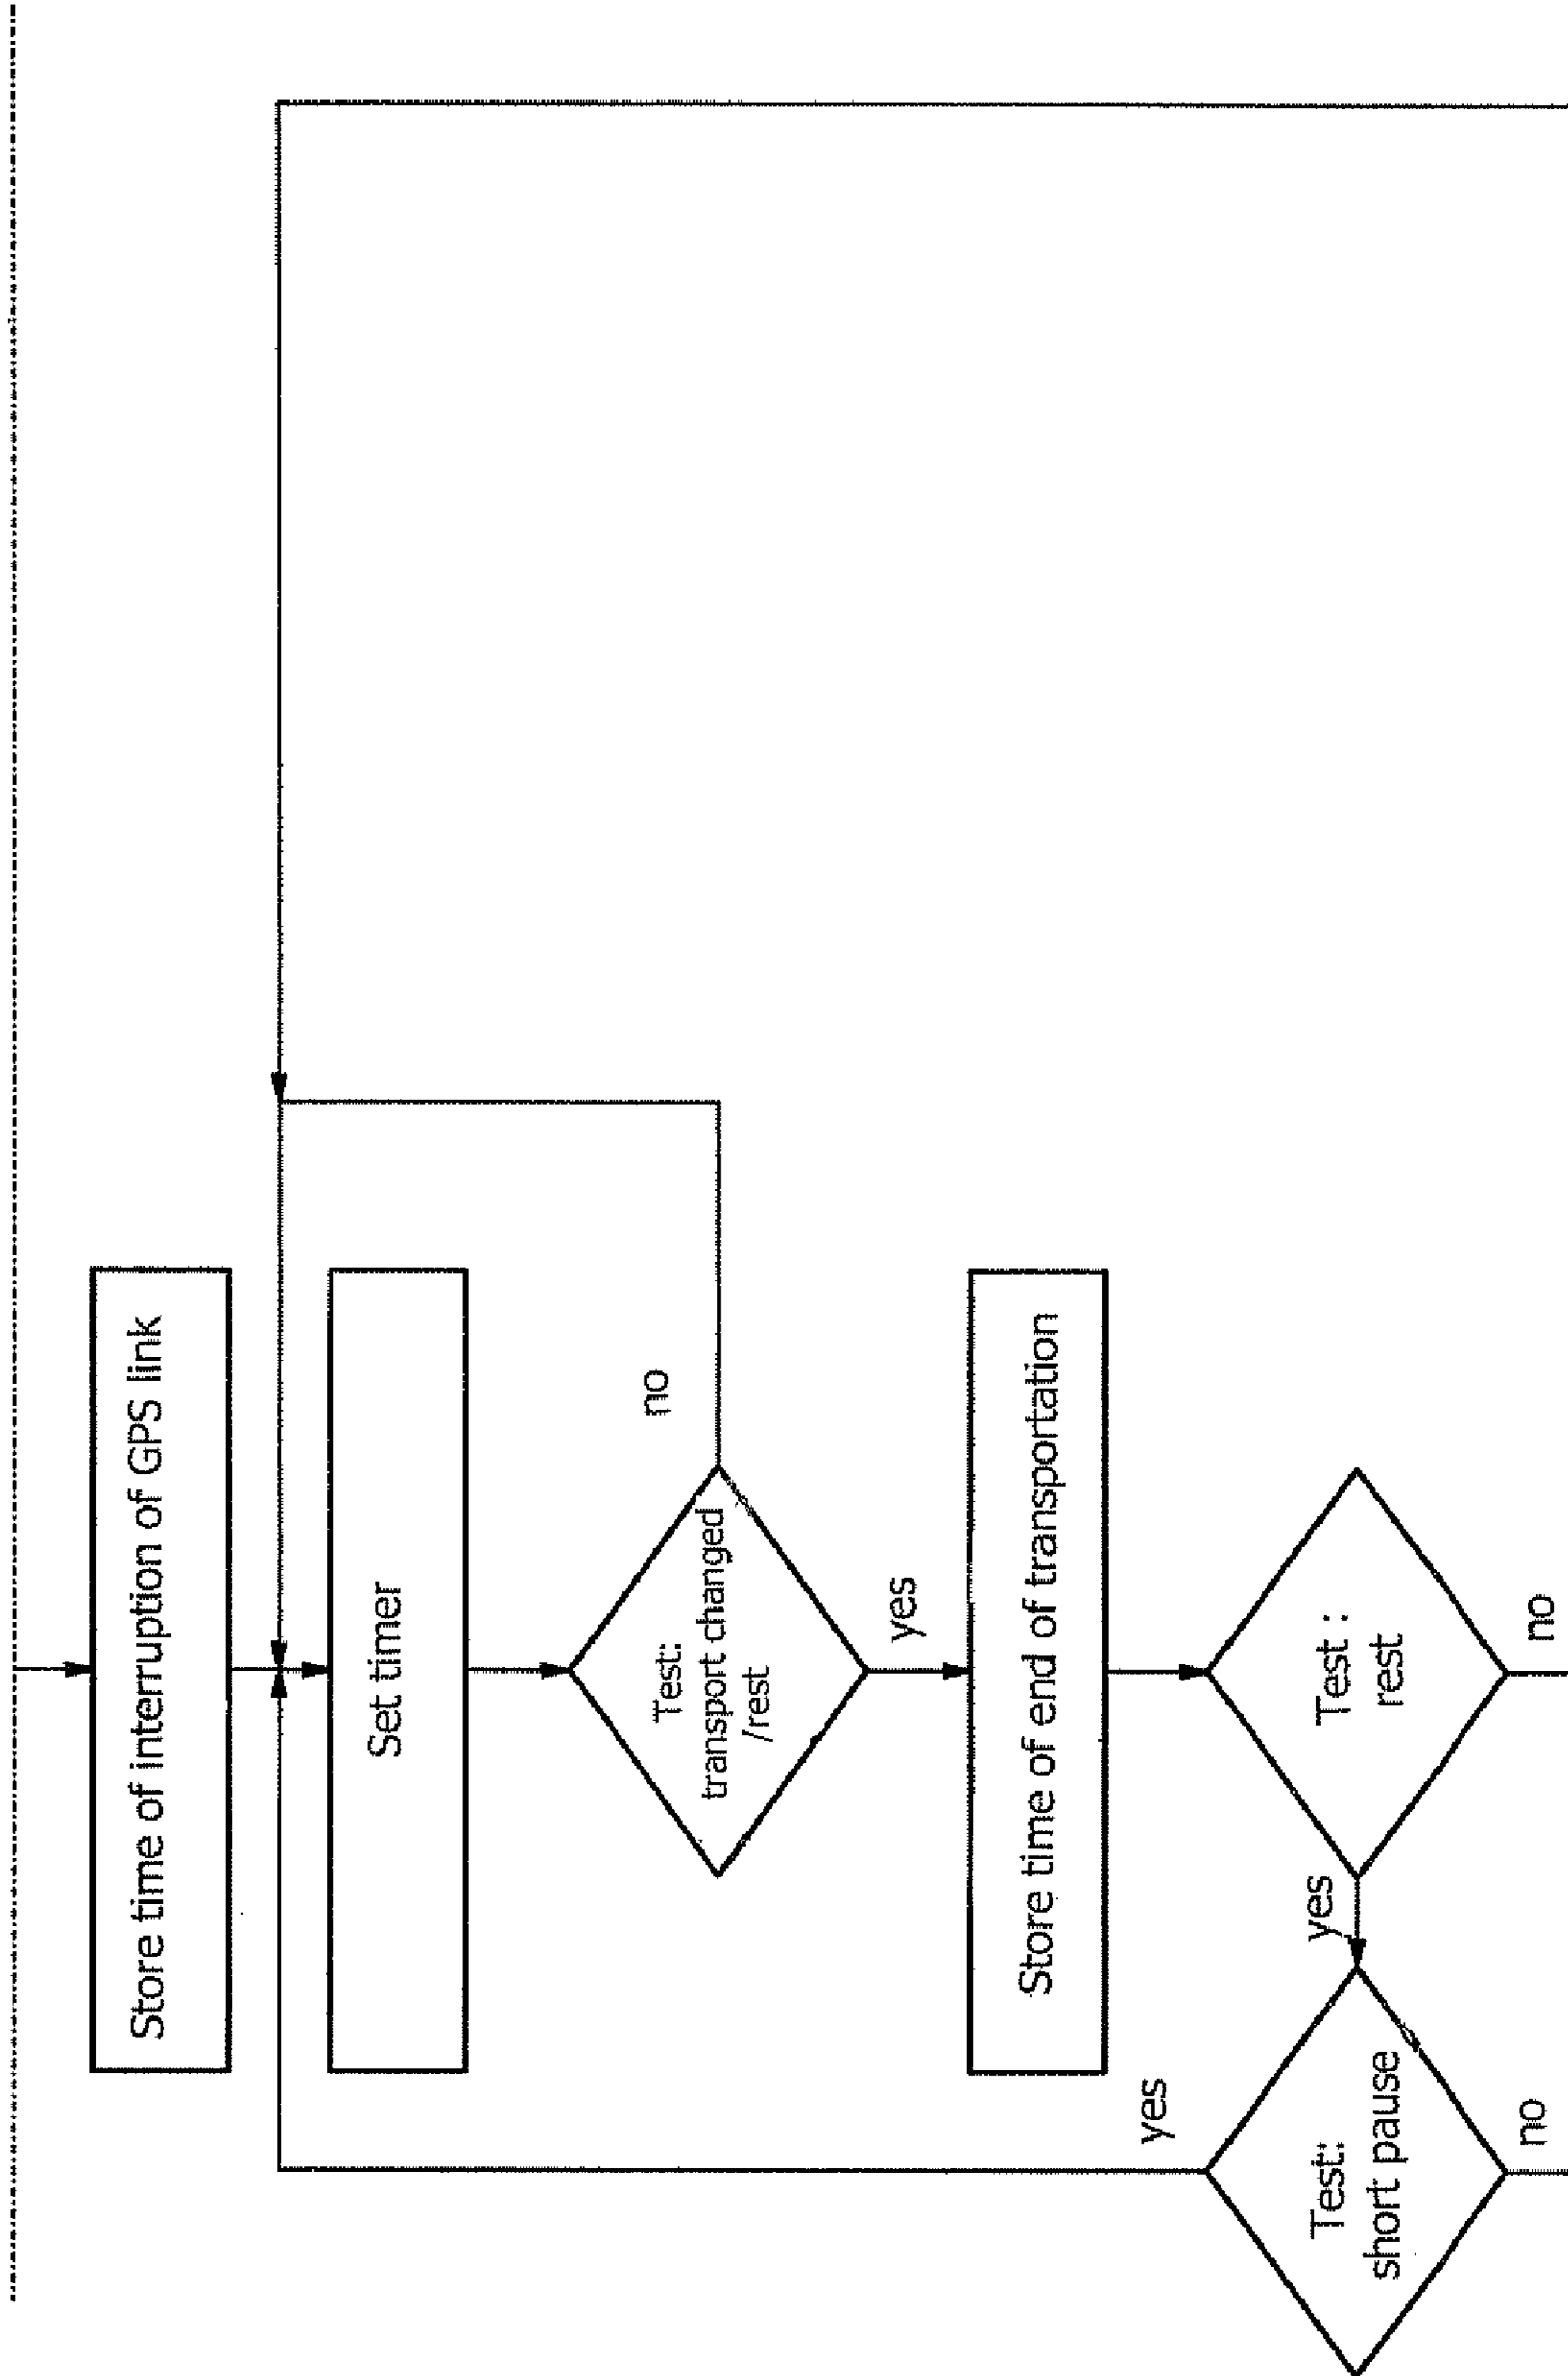 Store time of interruption of GPS link
Set timer
Test:
transport changed
/rest
no
yes
Store time of end of transportation
Test :
rest
yes
no
Test:
short pause
yes
no